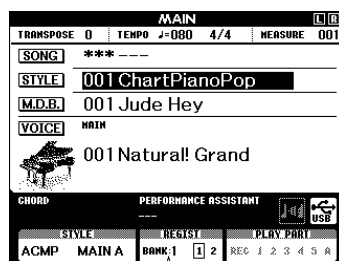 MAIN L R
TRANSPOSE 0 TEMPO ♩=080 4/4 MEASURE 001
SONG *** ---
STYLE 001 ChartPianoPop
M.D.B. 001 Jude Hey
VOICE MAIN
001 Natural! Grand
CHORD PERFORMANCE ASSISTANT
--- USB
STYLE REGIST PLAY PART
ACMP MAIN A BANK:1 1 2 REC 1 2 3 4 5 A